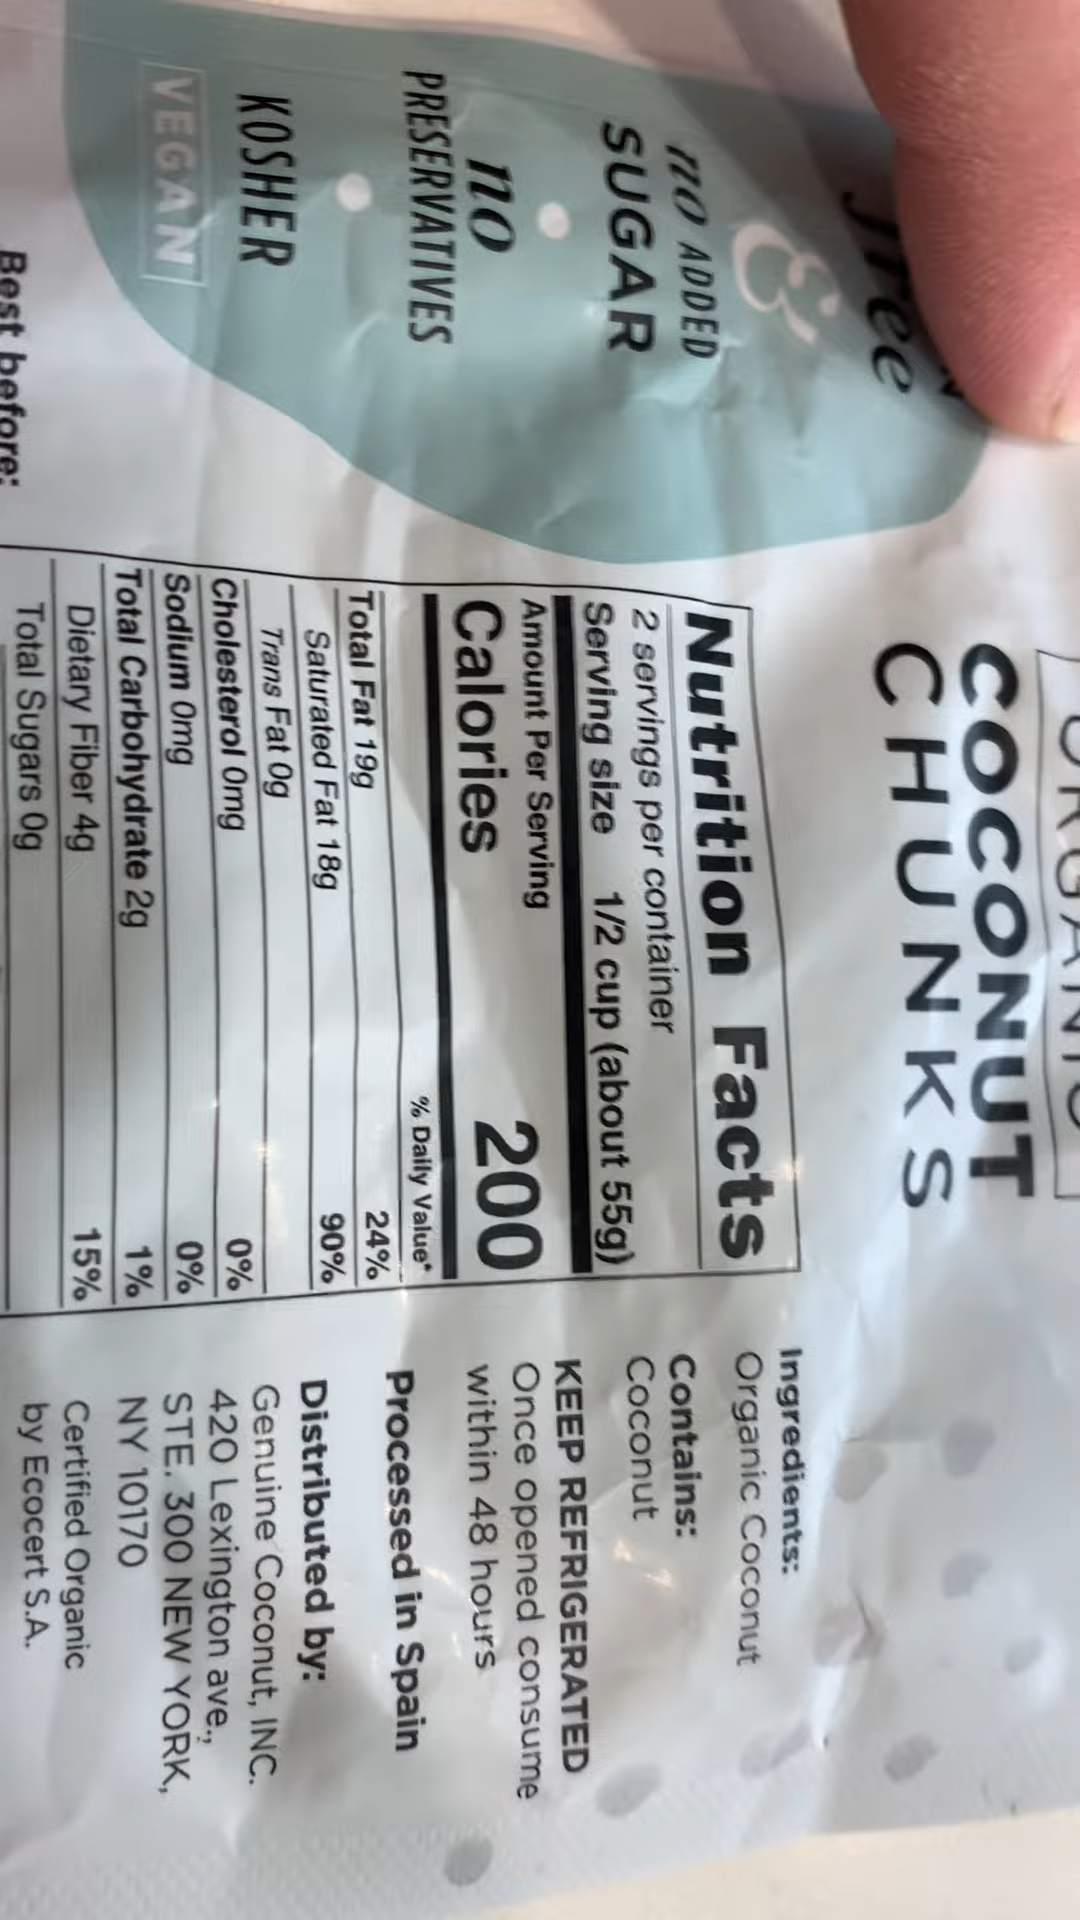 ORGANIC
COCONUT
CHUNKS
free
&
no ADDED
SUGAR
no
PRESERVATIVES
KOSHER
VEGAN
Best before:
Nutrition Facts
2 servings per container
Serving size 1/2 cup (about 55g)
Amount Per Serving
Calories 200
% Daily Value*
Total Fat 19g 24%
Saturated Fat 18g 90%
Trans Fat 0g
Cholesterol 0mg 0%
Sodium 0mg 0%
Total Carbohydrate 2g 1%
Dietary Fiber 4g 15%
Total Sugars 0g
Ingredients:
Organic Coconut
Contains:
Coconut
KEEP REFRIGERATED
Once opened consume
within 48 hours
Processed in Spain
Distributed by:
Genuine Coconut, INC.
420 Lexington ave.,
STE. 300 NEW YORK,
NY 10170
Certified Organic
by Ecocert S.A.